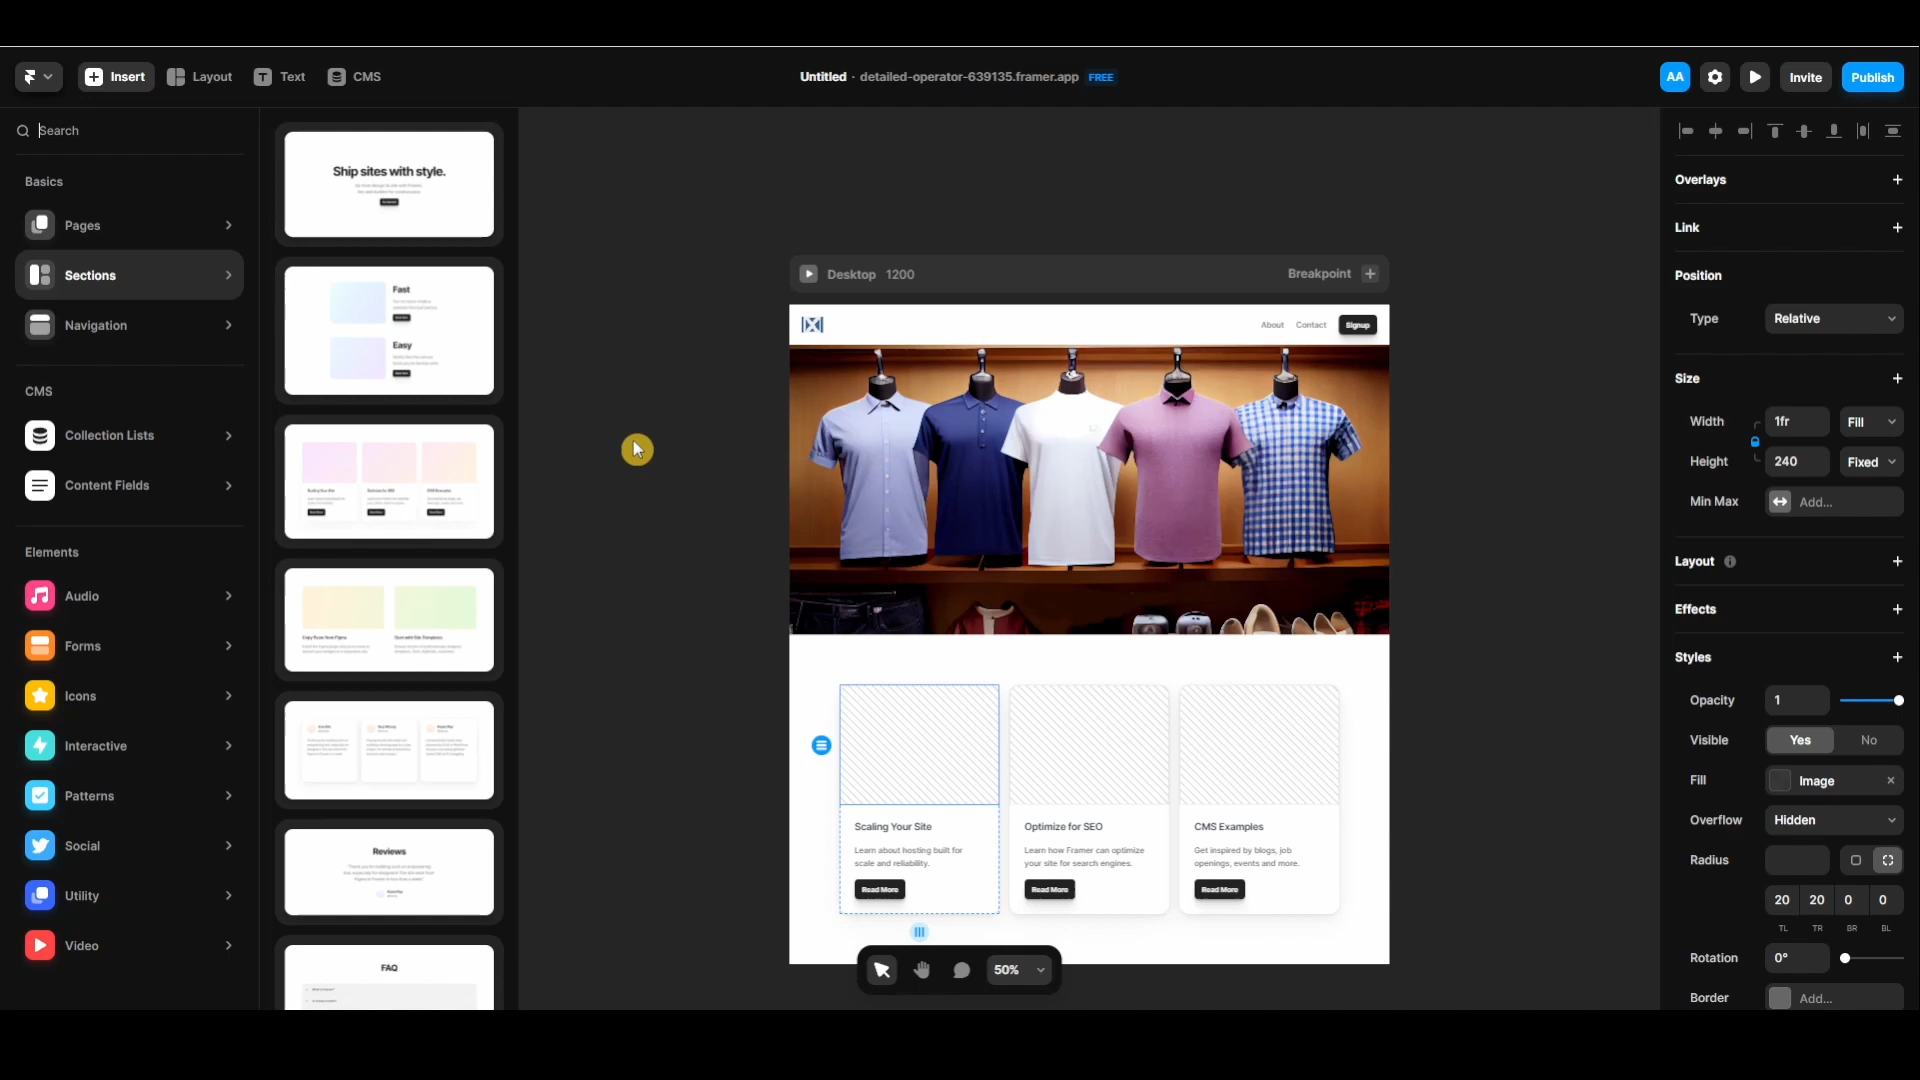 Insert
Layout
Text
CMS
Untitled · detailed-operator-639135.framer.app FREE
AA
Invite
Publish
Search
Basics
Pages
Sections
Navigation
CMS
Collection Lists
Content Fields
Elements
Audio
Forms
Icons
Interactive
Patterns
Social
Utility
Video
Ship sites with style.
Fast
Easy
Reviews
FAQ
Desktop 1200
Breakpoint
About
Contact
Signup
Scaling Your Site
Learn about hosting built for
scale and reliability.
Read More
Optimize for SEO
Learn how Framer can optimize
your site for search engines.
Read More
CMS Examples
Get inspired by blogs, job
openings, events and more.
Read More
50%
Overlays
Link
Position
Type Relative
Size
Width 1fr Fill
Height 240 Fixed
Min Max Add...
Layout
Effects
Styles
Opacity 1
Visible Yes No
Fill Image
Overflow Hidden
Radius
20 20 0 0
TL TR BR BL
Rotation 0°
Border Add...